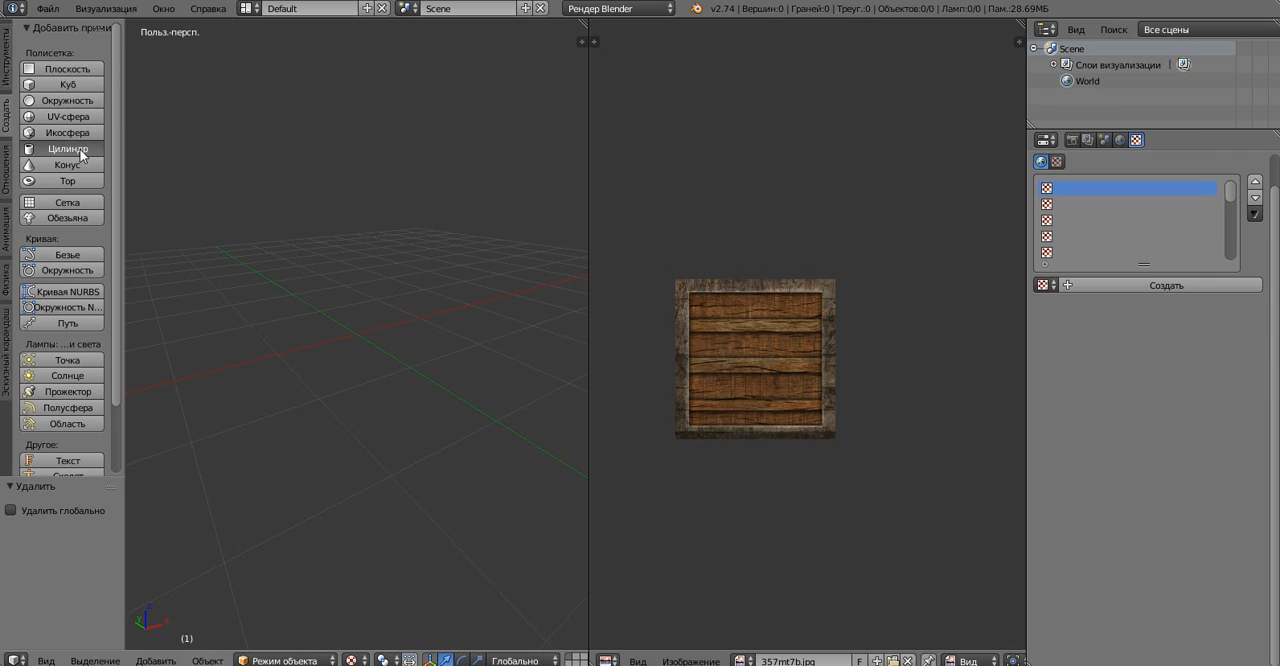 Файл Визуализация Окно Справка Default Scene Рендер Blender v2.74 | Вершин:0 | Граней:0 | Треуг.:0 | Объектов:0/0 | Ламп:0/0 | Пам.:28.69МБ
Инструменты
Создать
Отношения
Анимация
Физика
Эскизный карандаш
Добавить прими
Полисетка:
Плоскость
Куб
Окружность
UV-сфера
Икосфера
Цилиндр
Конус
Тор
Сетка
Обезьяна
Кривая:
Безье
Окружность
Кривая NURBS
Окружность N...
Путь
Лампы: ...и света
Точка
Солнце
Прожектор
Полусфера
Область
Другое:
Текст
Удалить
Удалить глобально
Польз.-персп.
(1)
Вид Выделение Добавить Объект Режим объекта Глобально
Вид Изображение 357mt7b.jpg F Вид
Вид Поиск Все сцены
Scene
Слои визуализации
World
Создать